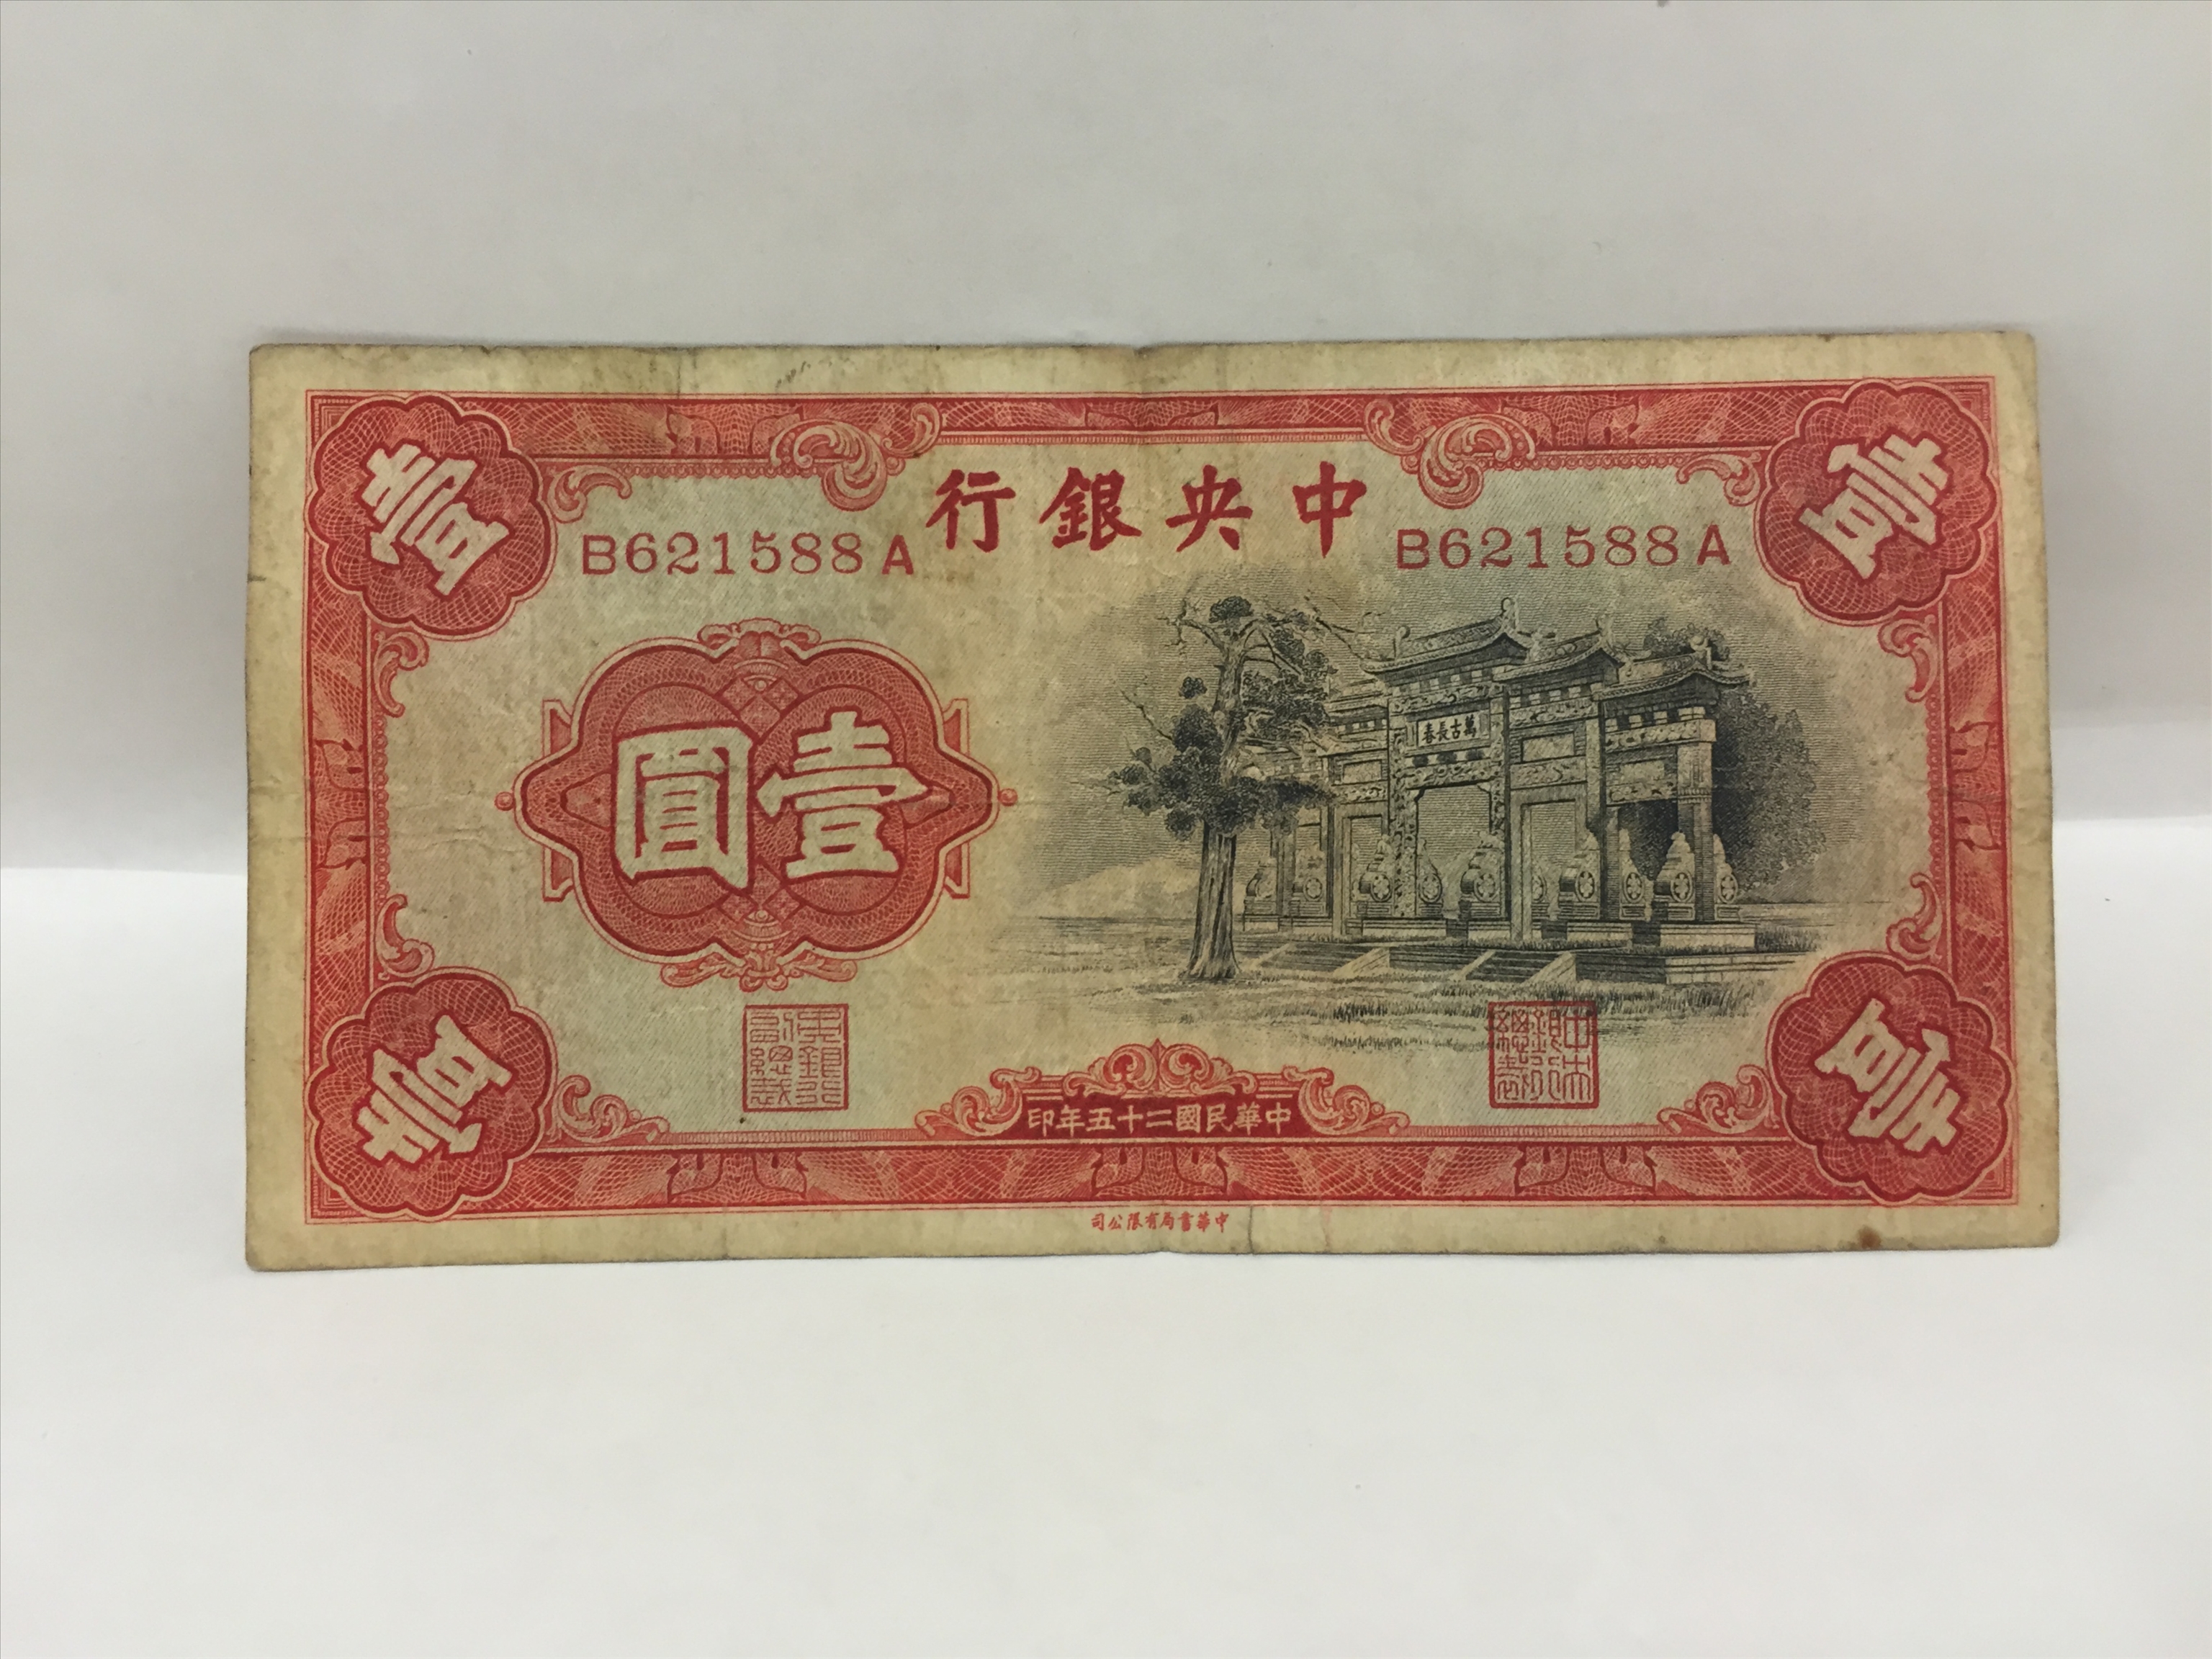 壹
壹
中央銀行
B621588A
B621588A
萬古長春
壹圓
壹
壹
中華民國二十五年印
中華書局有限公司